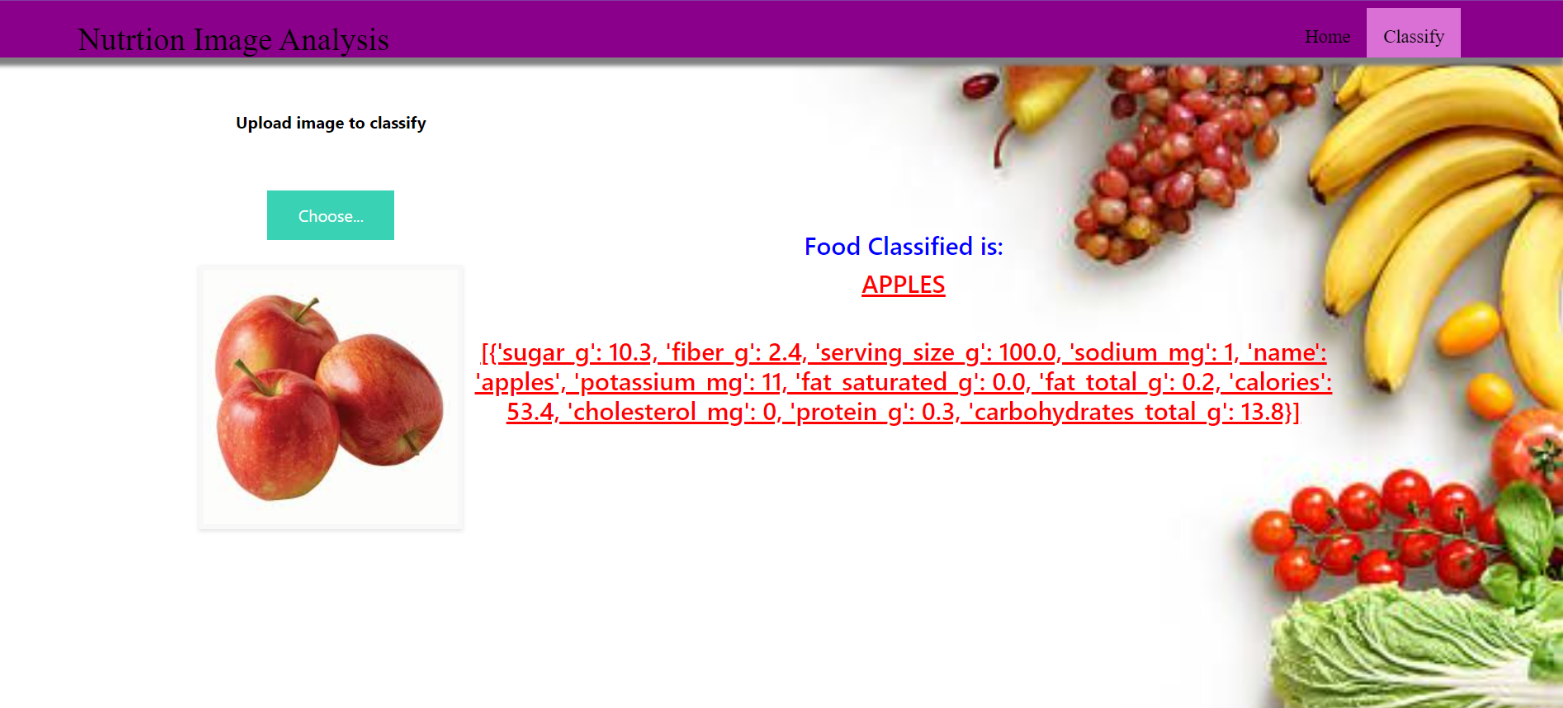 Nutrtion Image Analysis
Home
Classify
Upload image to classify
Choose...
Food Classified is:
APPLES
[{'sugar_g': 10.3, 'fiber_g': 2.4, 'serving_size_g': 100.0, 'sodium_mg': 1, 'name':
'apples', 'potassium_mg': 11, 'fat_saturated_g': 0.0, 'fat_total_g': 0.2, 'calories':
53.4, 'cholesterol_mg': 0, 'protein_g': 0.3, 'carbohydrates_total_g': 13.8}]